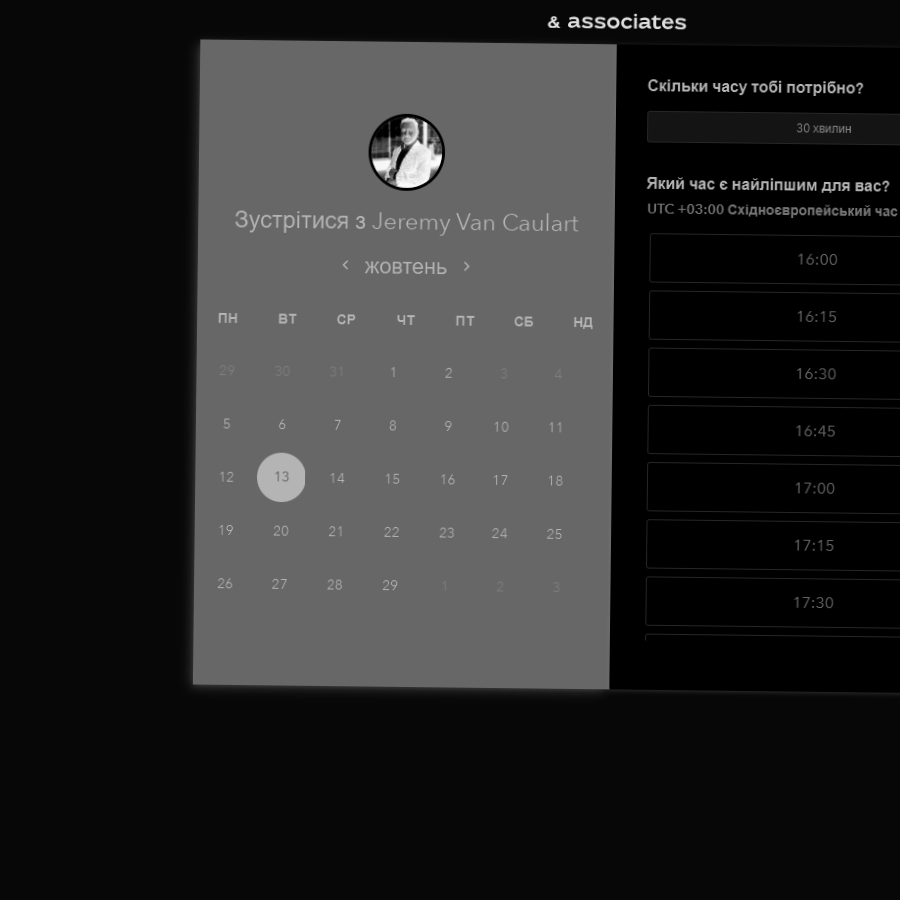 & associates
Зустрітися з Jeremy Van Caulart
‹ жовтень ›
ПН ВТ СР ЧТ ПТ СБ НД
29 30 31 1 2 3 4
5 6 7 8 9 10 11
12 13 14 15 16 17 18
19 20 21 22 23 24 25
26 27 28 29 1 2 3
Скільки часу тобі потрібно?
30 хвилин
Який час є найліпшим для вас?
UTC +03:00 Східноєвропейський час
16:00
16:15
16:30
16:45
17:00
17:15
17:30